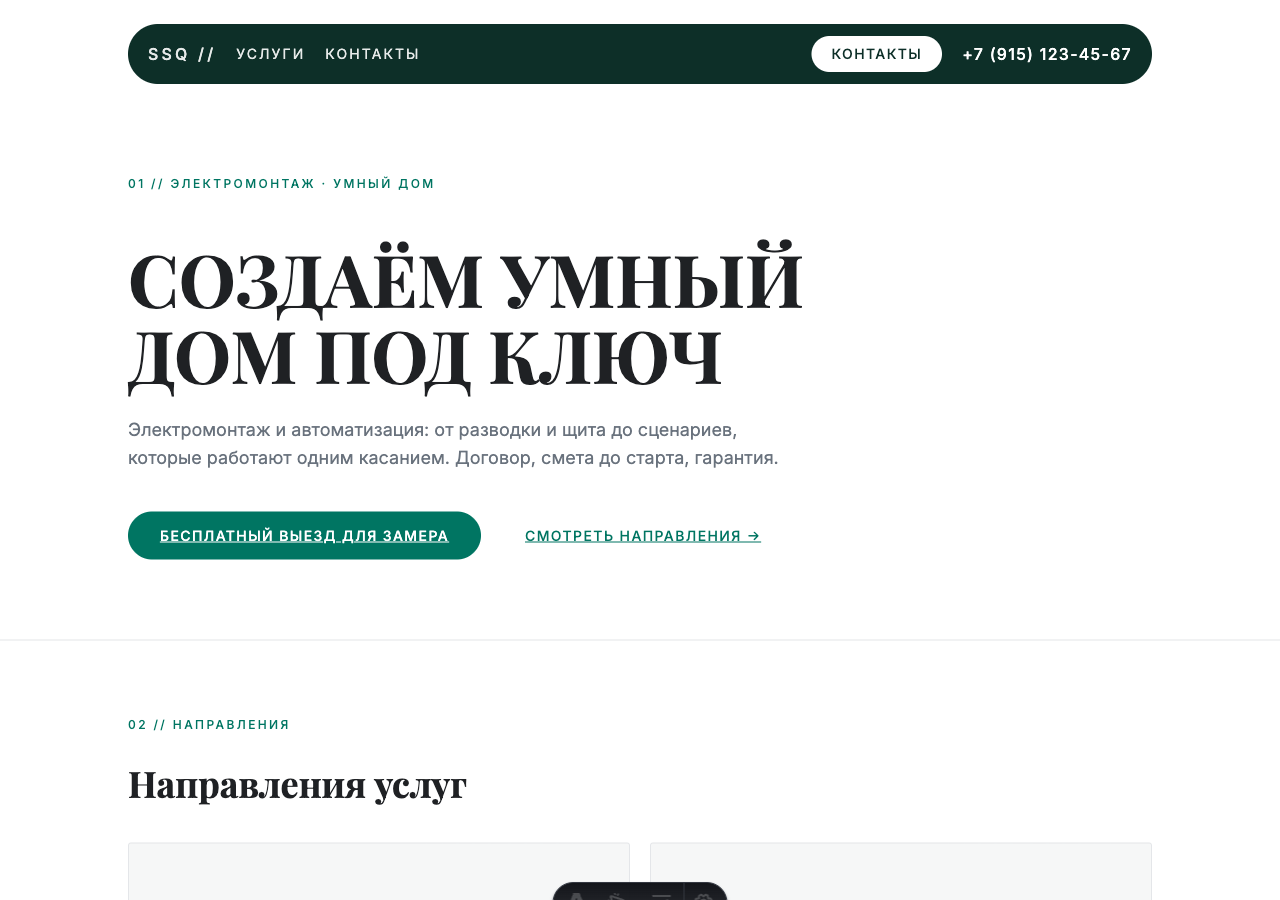 SSQ // УСЛУГИ КОНТАКТЫ КОНТАКТЫ +7 (915) 123-45-67
01 // ЭЛЕКТРОМОНТАЖ · УМНЫЙ ДОМ
СОЗДАЁМ УМНЫЙ
ДОМ ПОД КЛЮЧ
Электромонтаж и автоматизация: от разводки и щита до сценариев,
которые работают одним касанием. Договор, смета до старта, гарантия.
БЕСПЛАТНЫЙ ВЫЕЗД ДЛЯ ЗАМЕРА СМОТРЕТЬ НАПРАВЛЕНИЯ →
02 // НАПРАВЛЕНИЯ
Направления услуг